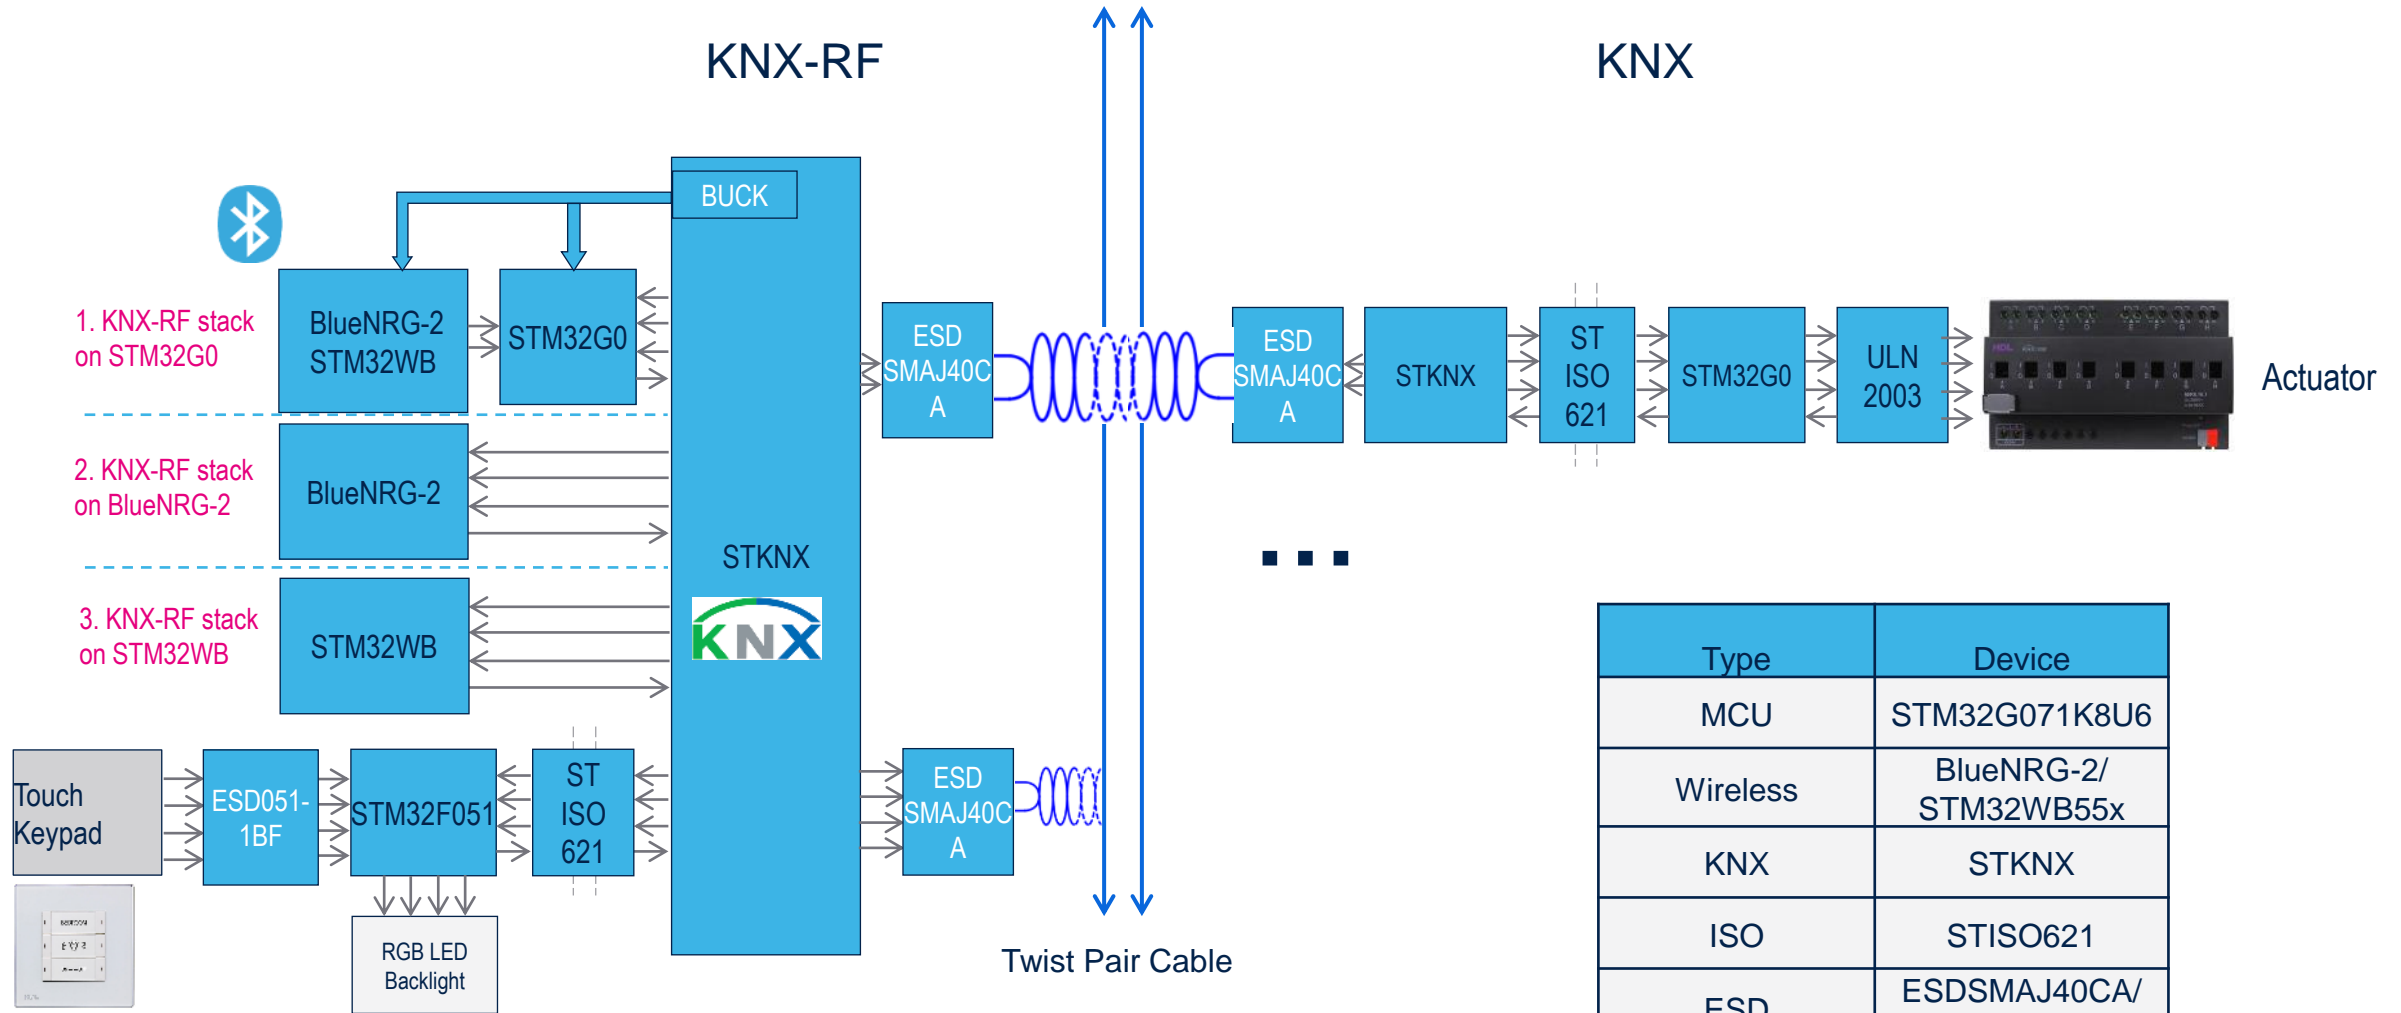 KNX-RF
KNX
BUCK
1. KNX-RF stack
on STM32G0
BlueNRG-2
STM32WB
STM32G0
ESD
SMAJ40C
A
ESD
SMAJ40C
A
STKNX
ST
ISO
621
STM32G0
ULN
2003
Actuator
2. KNX-RF stack
on BlueNRG-2
BlueNRG-2
STKNX
KNX
3. KNX-RF stack
on STM32WB
STM32WB
Touch
Keypad
ESD051-
1BF
STM32F051
ST
ISO
621
ESD
SMAJ40C
A
RGB LED
Backlight
Twist Pair Cable
Type Device
MCU STM32G071K8U6
Wireless BlueNRG-2/
STM32WB55x
KNX STKNX
ISO STISO621
ESD ESDSMAJ40CA/